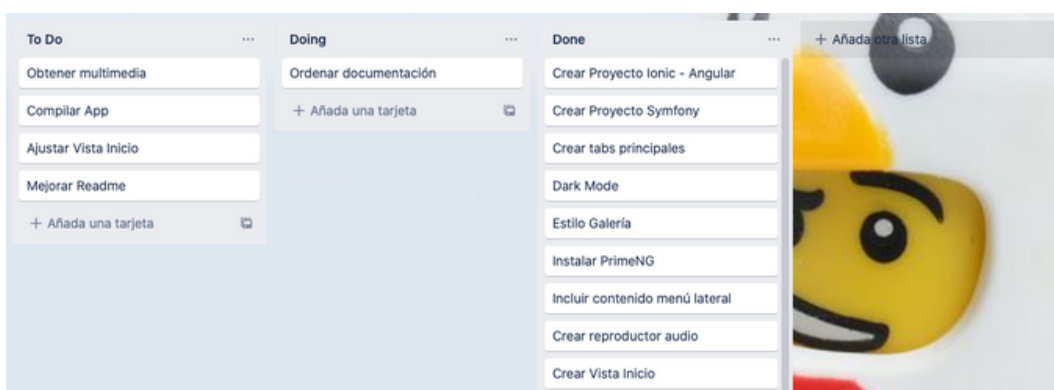 To Do
Obtener multimedia
Compilar App
Ajustar Vista Inicio
Mejorar Readme
+ Añada una tarjeta
Doing
Ordenar documentación
+ Añada una tarjeta
Done
Crear Proyecto Ionic - Angular
Crear Proyecto Symfony
Crear tabs principales
Dark Mode
Estilo Galería
Instalar PrimeNG
Incluir contenido menú lateral
Crear reproductor audio
Crear Vista Inicio
+ Añada otra lista